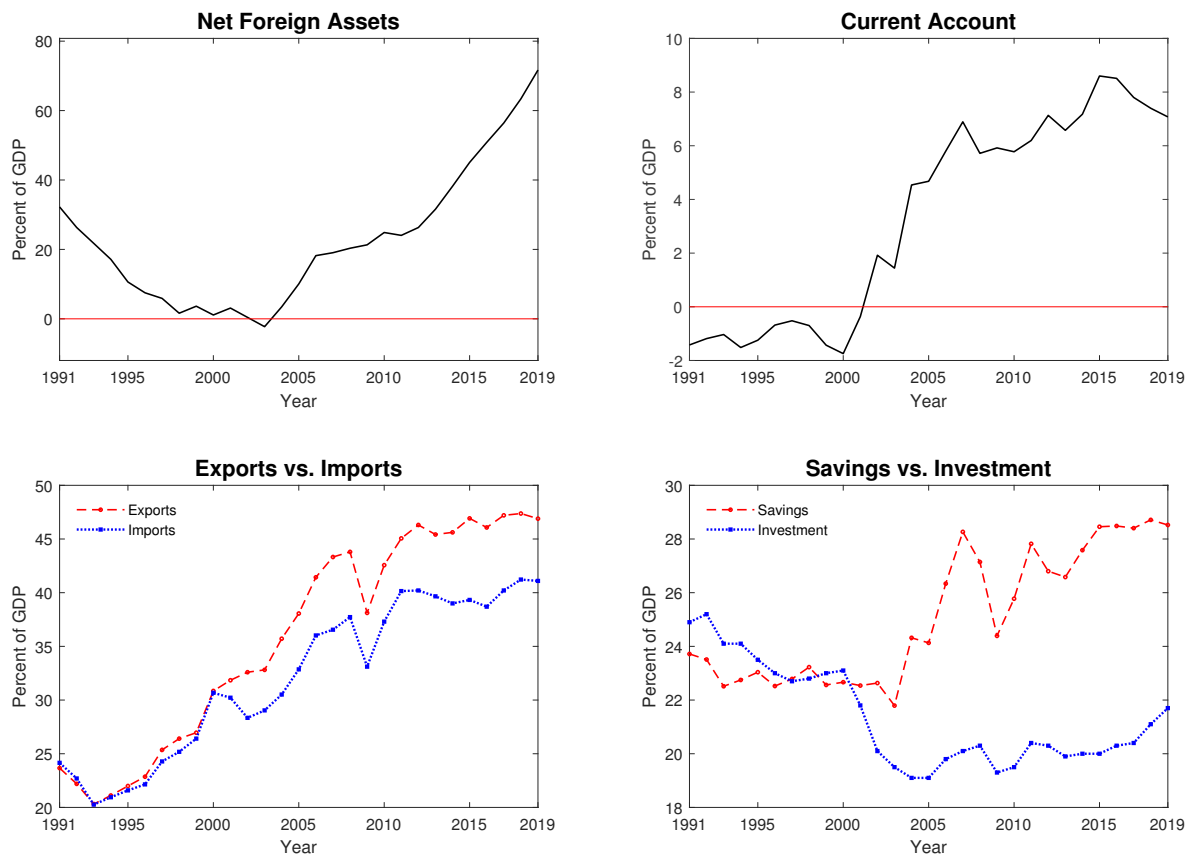 Net Foreign Assets
80
60
40
20
0
Percent of GDP
1991 1995 2000 2005 2010 2015 2019
Year
Current Account
10
8
6
4
2
0
-2
Percent of GDP
1991 1995 2000 2005 2010 2015 2019
Year
Exports vs. Imports
50
45
40
35
30
25
20
Percent of GDP
Exports
Imports
1991 1995 2000 2005 2010 2015 2019
Year
Savings vs. Investment
30
28
26
24
22
20
18
Percent of GDP
Savings
Investment
1991 1995 2000 2005 2010 2015 2019
Year